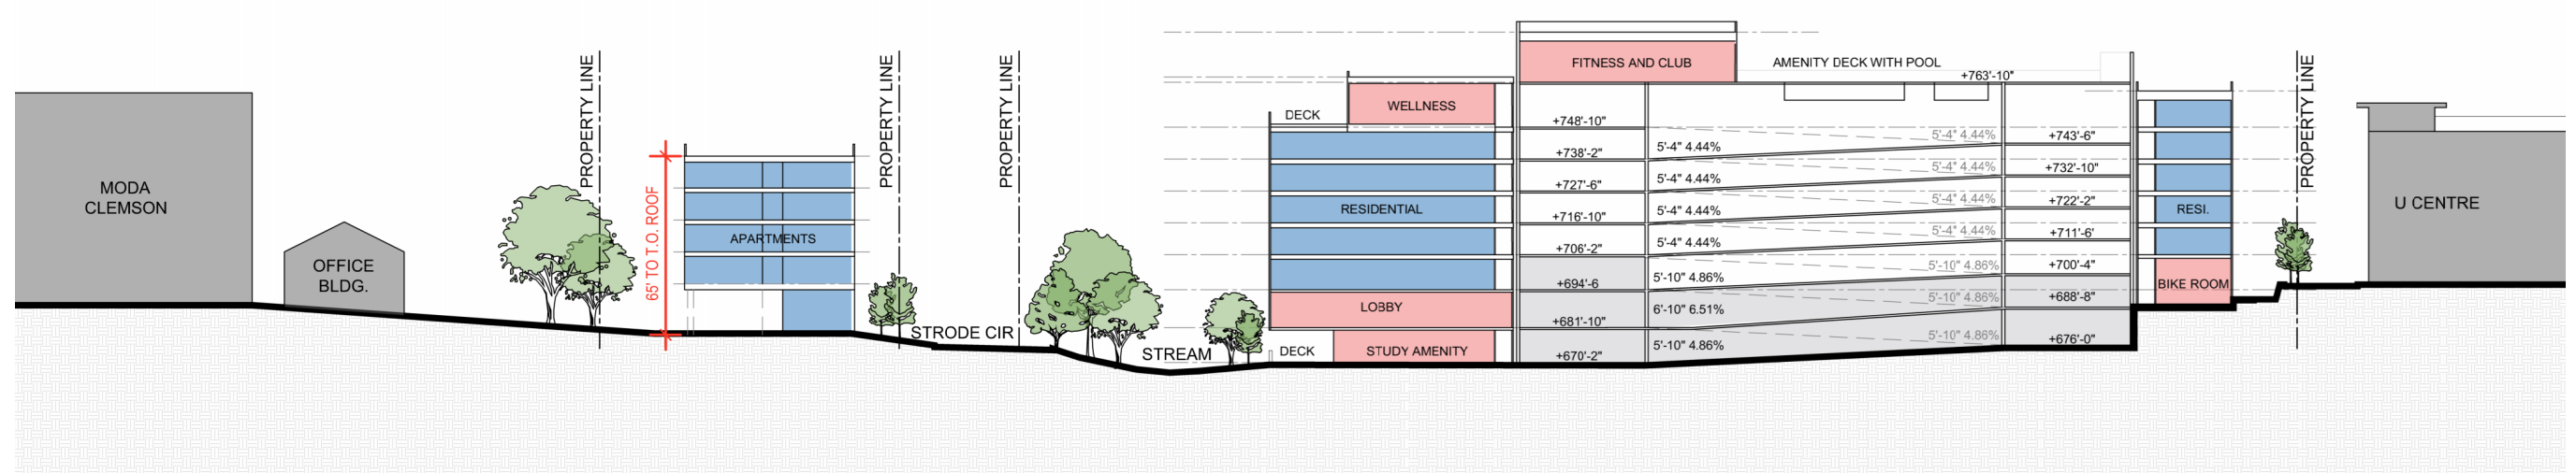 MODA
CLEMSON
OFFICE
BLDG.
PROPERTY LINE
65' TO T.O. ROOF
APARTMENTS
PROPERTY LINE
STRODE CIR
PROPERTY LINE
STREAM
DECK
WELLNESS
RESIDENTIAL
LOBBY
DECK
STUDY AMENITY
FITNESS AND CLUB
AMENITY DECK WITH POOL
+763'-10"
+748'-10"
5'-4" 4.44%
+743'-6"
+738'-2"
5'-4" 4.44%
5'-4" 4.44%
+732'-10"
+727'-6"
5'-4" 4.44%
5'-4" 4.44%
+722'-2"
+716'-10"
5'-4" 4.44%
5'-4" 4.44%
+711'-6'
+706'-2"
5'-4" 4.44%
5'-10" 4.86%
+700'-4"
+694'-6
5'-10" 4.86%
5'-10" 4.86%
+688'-8"
+681'-10"
6'-10" 6.51%
5'-10" 4.86%
+676'-0"
+670'-2"
5'-10" 4.86%
RESI.
BIKE ROOM
PROPERTY LINE
U CENTRE